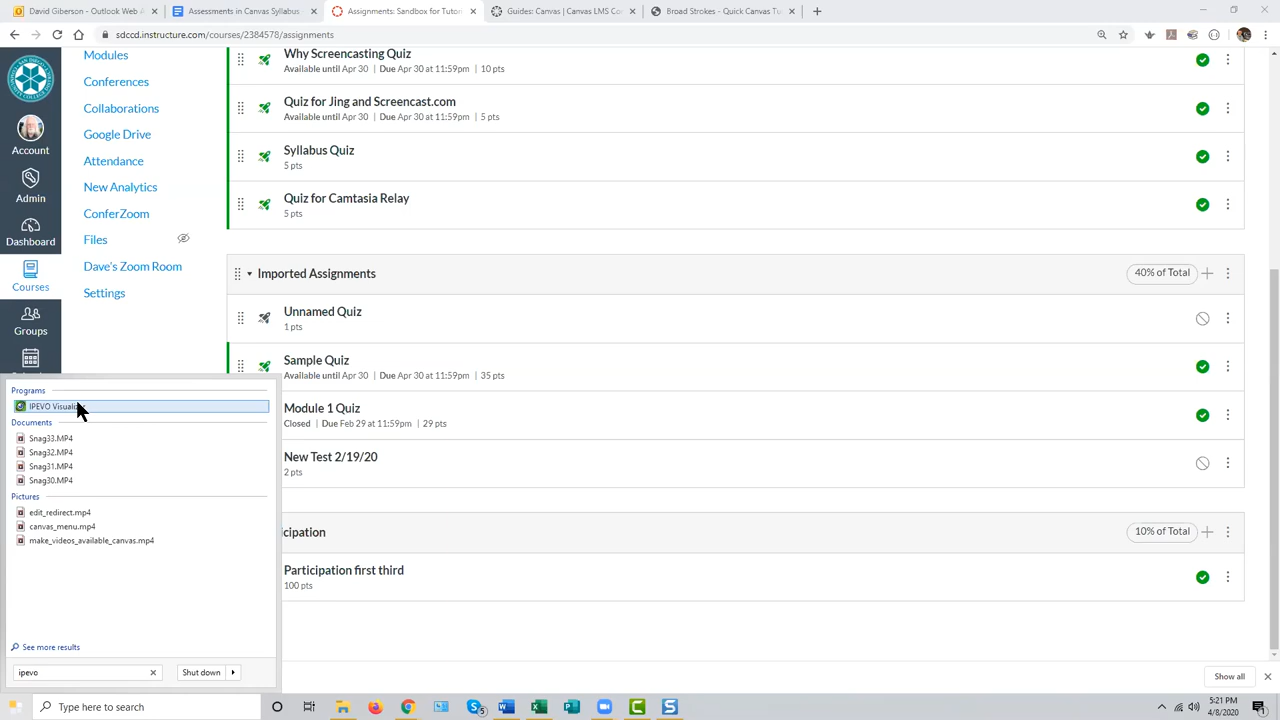 David Giberson - Outlook Web A
Assessments in Canvas Syllabus
Assignments: Sandbox for Tutori
Guides: Canvas | Canvas LMS Co
Broad Strokes - Quick Canvas Tu
sdccd.instructure.com/courses/2384578/assignments
Account
Admin
Dashboard
Courses
Groups
Modules
Conferences
Collaborations
Google Drive
Attendance
New Analytics
ConferZoom
Files
Dave's Zoom Room
Settings
Why Screencasting Quiz
Available until Apr 30 | Due Apr 30 at 11:59pm | 10 pts
Quiz for Jing and Screencast.com
Available until Apr 30 | Due Apr 30 at 11:59pm | 5 pts
Syllabus Quiz
5 pts
Quiz for Camtasia Relay
5 pts
Imported Assignments
40% of Total
Unnamed Quiz
1 pts
Sample Quiz
Available until Apr 30 | Due Apr 30 at 11:59pm | 35 pts
Module 1 Quiz
Closed | Due Feb 29 at 11:59pm | 29 pts
New Test 2/19/20
2 pts
cipation
10% of Total
Participation first third
100 pts
Programs
IPEVO Visualiz
Documents
Snag33.MP4
Snag32.MP4
Snag31.MP4
Snag30.MP4
Pictures
edit_redirect.mp4
canvas_menu.mp4
make_videos_available_canvas.mp4
See more results
ipevo
Shut down
Show all
Type here to search
5:21 PM
4/8/2020